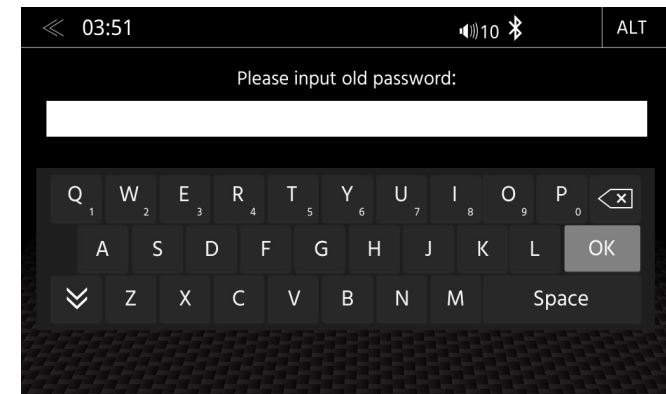 03:51 10 ALT
Please input old password:
Q 1 W 2 E 3 R 4 T 5 Y 6 U 7 I 8 O 9 P 0
A S D F G H J K L OK
Z X C V B N M Space